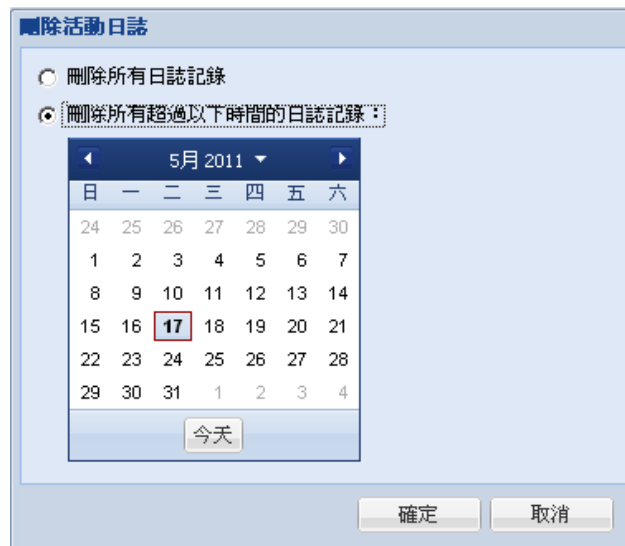 刪除活動日誌
刪除所有日誌記錄
刪除所有超過以下時間的日誌記錄：
5月 2011
日 一 二 三 四 五 六
24 25 26 27 28 29 30
1 2 3 4 5 6 7
8 9 10 11 12 13 14
15 16 17 18 19 20 21
22 23 24 25 26 27 28
29 30 31 1 2 3 4
今天
確定 取消